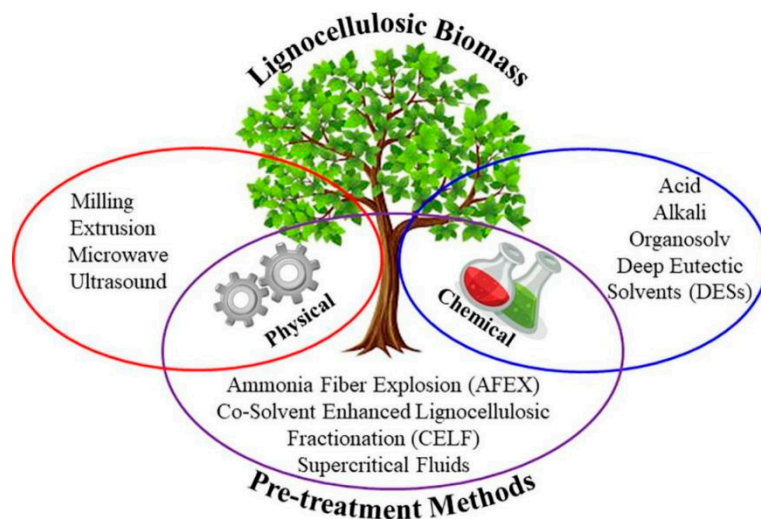 Lignocellulosic Biomass
Milling
Extrusion
Microwave
Ultrasound
Physical
Acid
Alkali
Organosolv
Deep Eutectic
Solvents (DESs)
Chemical
Ammonia Fiber Explosion (AFEX)
Co-Solvent Enhanced Lignocellulosic
Fractionation (CELF)
Supercritical Fluids
Pre-treatment Methods